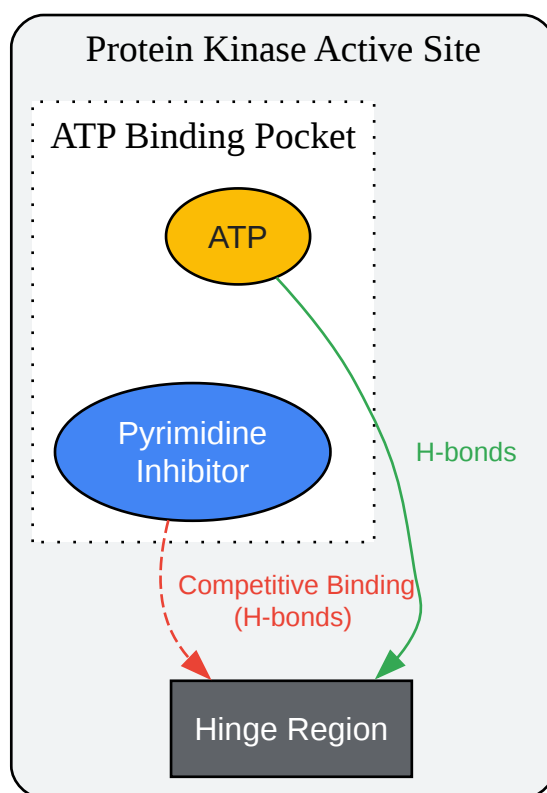 Protein Kinase Active Site
ATP Binding Pocket
ATP
Pyrimidine
Inhibitor
H-bonds
Competitive Binding
(H-bonds)
Hinge Region